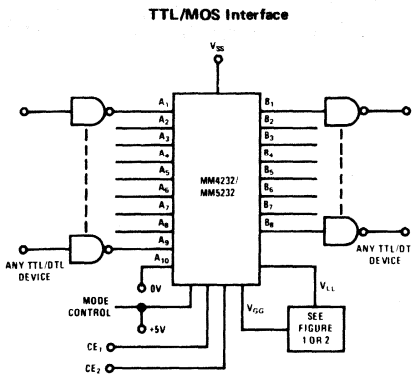 TTL/MOS Interface
VSS
A1
A2
A3
A4
A5
A6
A7
A8
A9
A10
MM4232/
MM5232
B1
B2
B3
B4
B5
B6
B7
B8
ANY TTL/DTL
DEVICE
ANY TTL/DT
DEVICE
0V
MODE
CONTROL
+5V
VGG
VLL
SEE
FIGURE
1 OR 2
CE1
CE2